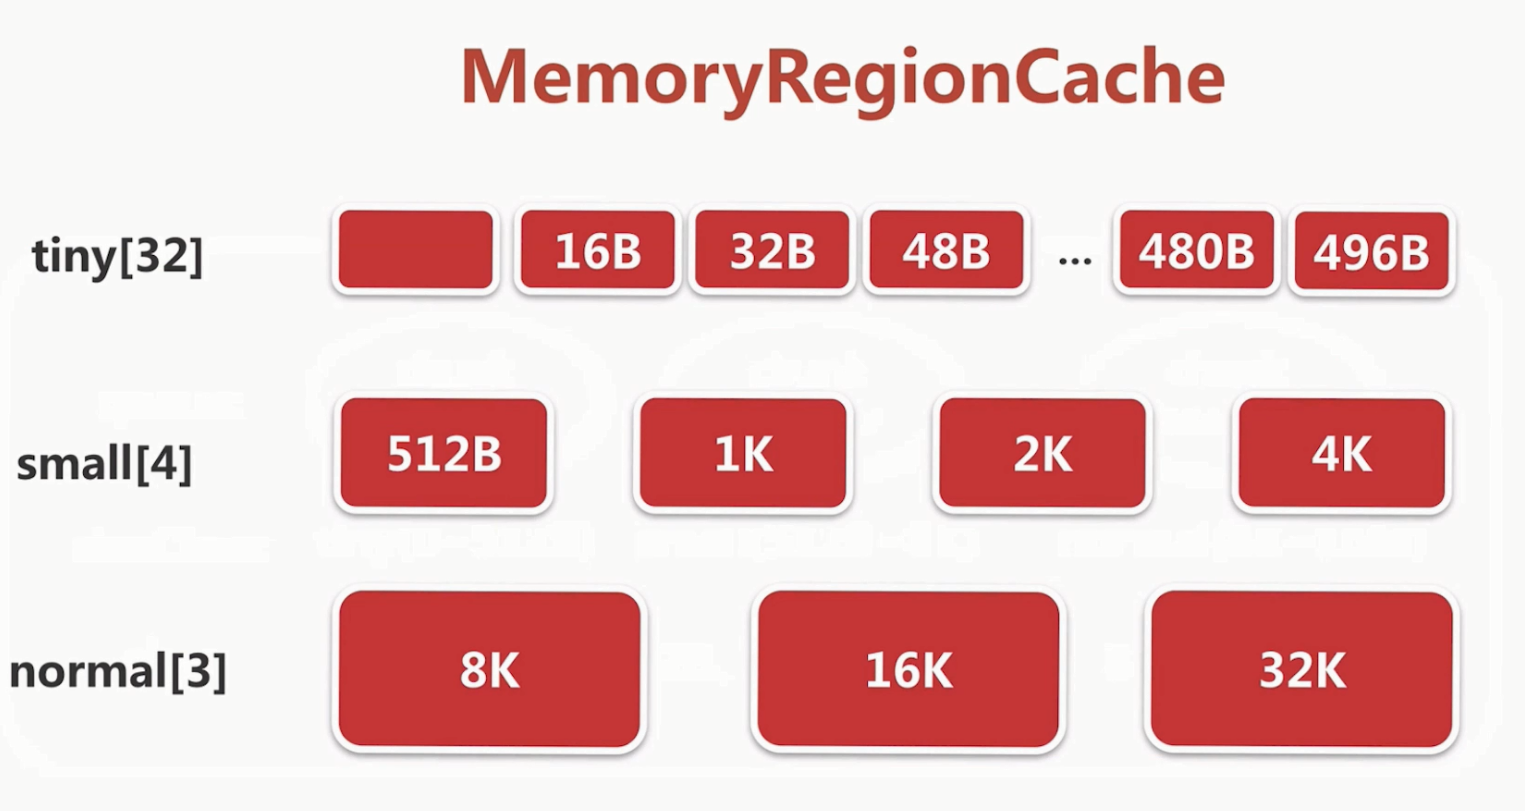 MemoryRegionCache
tiny[32] 16B 32B 48B ... 480B 496B
small[4] 512B 1K 2K 4K
normal[3] 8K 16K 32K